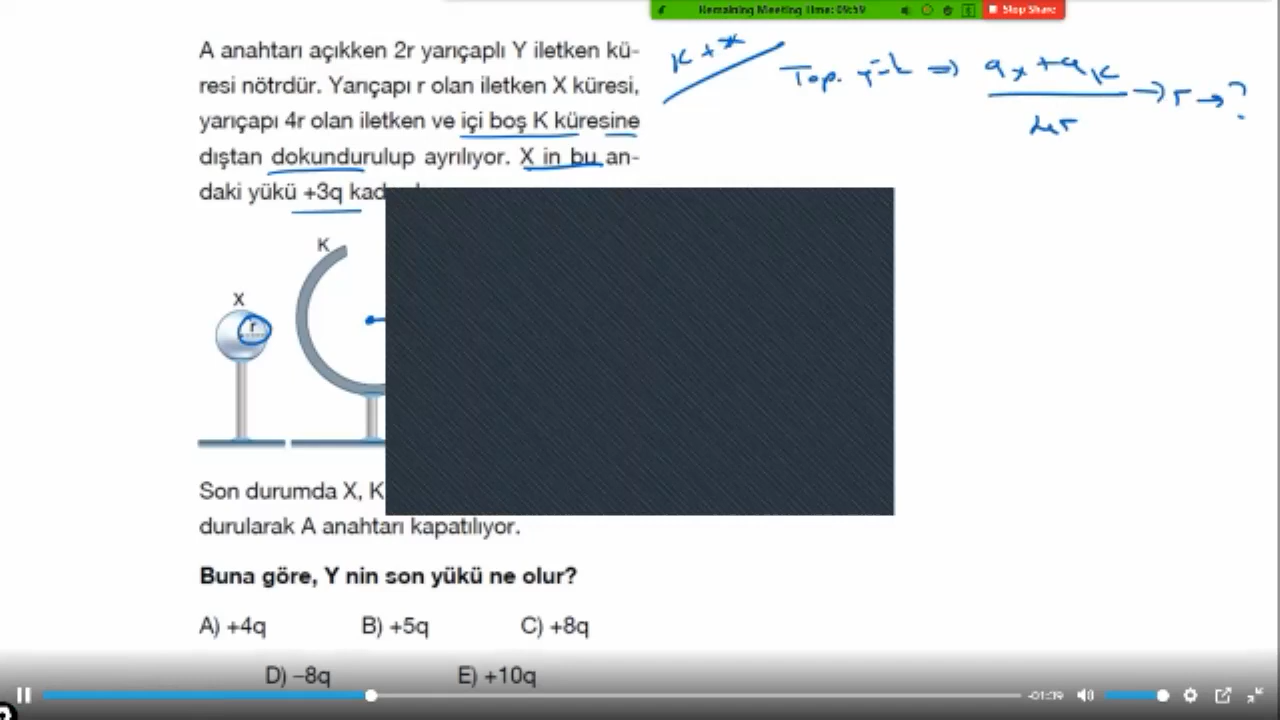 Remaining Meeting Time: 09:59 Stop Share
A anahtarı açıkken 2r yarıçaplı Y iletken kü-
resi nötrdür. Yarıçapı r olan iletken X küresi,
yarıçapı 4r olan iletken ve içi boş K küresine
dıştan dokundurulup ayrılıyor. X in bu an-
daki yükü +3q kad
K + X
Top. yük ⇒ qx + qK → r → ?
4r
K
X
r
Son durumda X, K
durularak A anahtarı kapatılıyor.
Buna göre, Y nin son yükü ne olur?
A) +4q B) +5q C) +8q
D) –8q E) +10q
-01:39